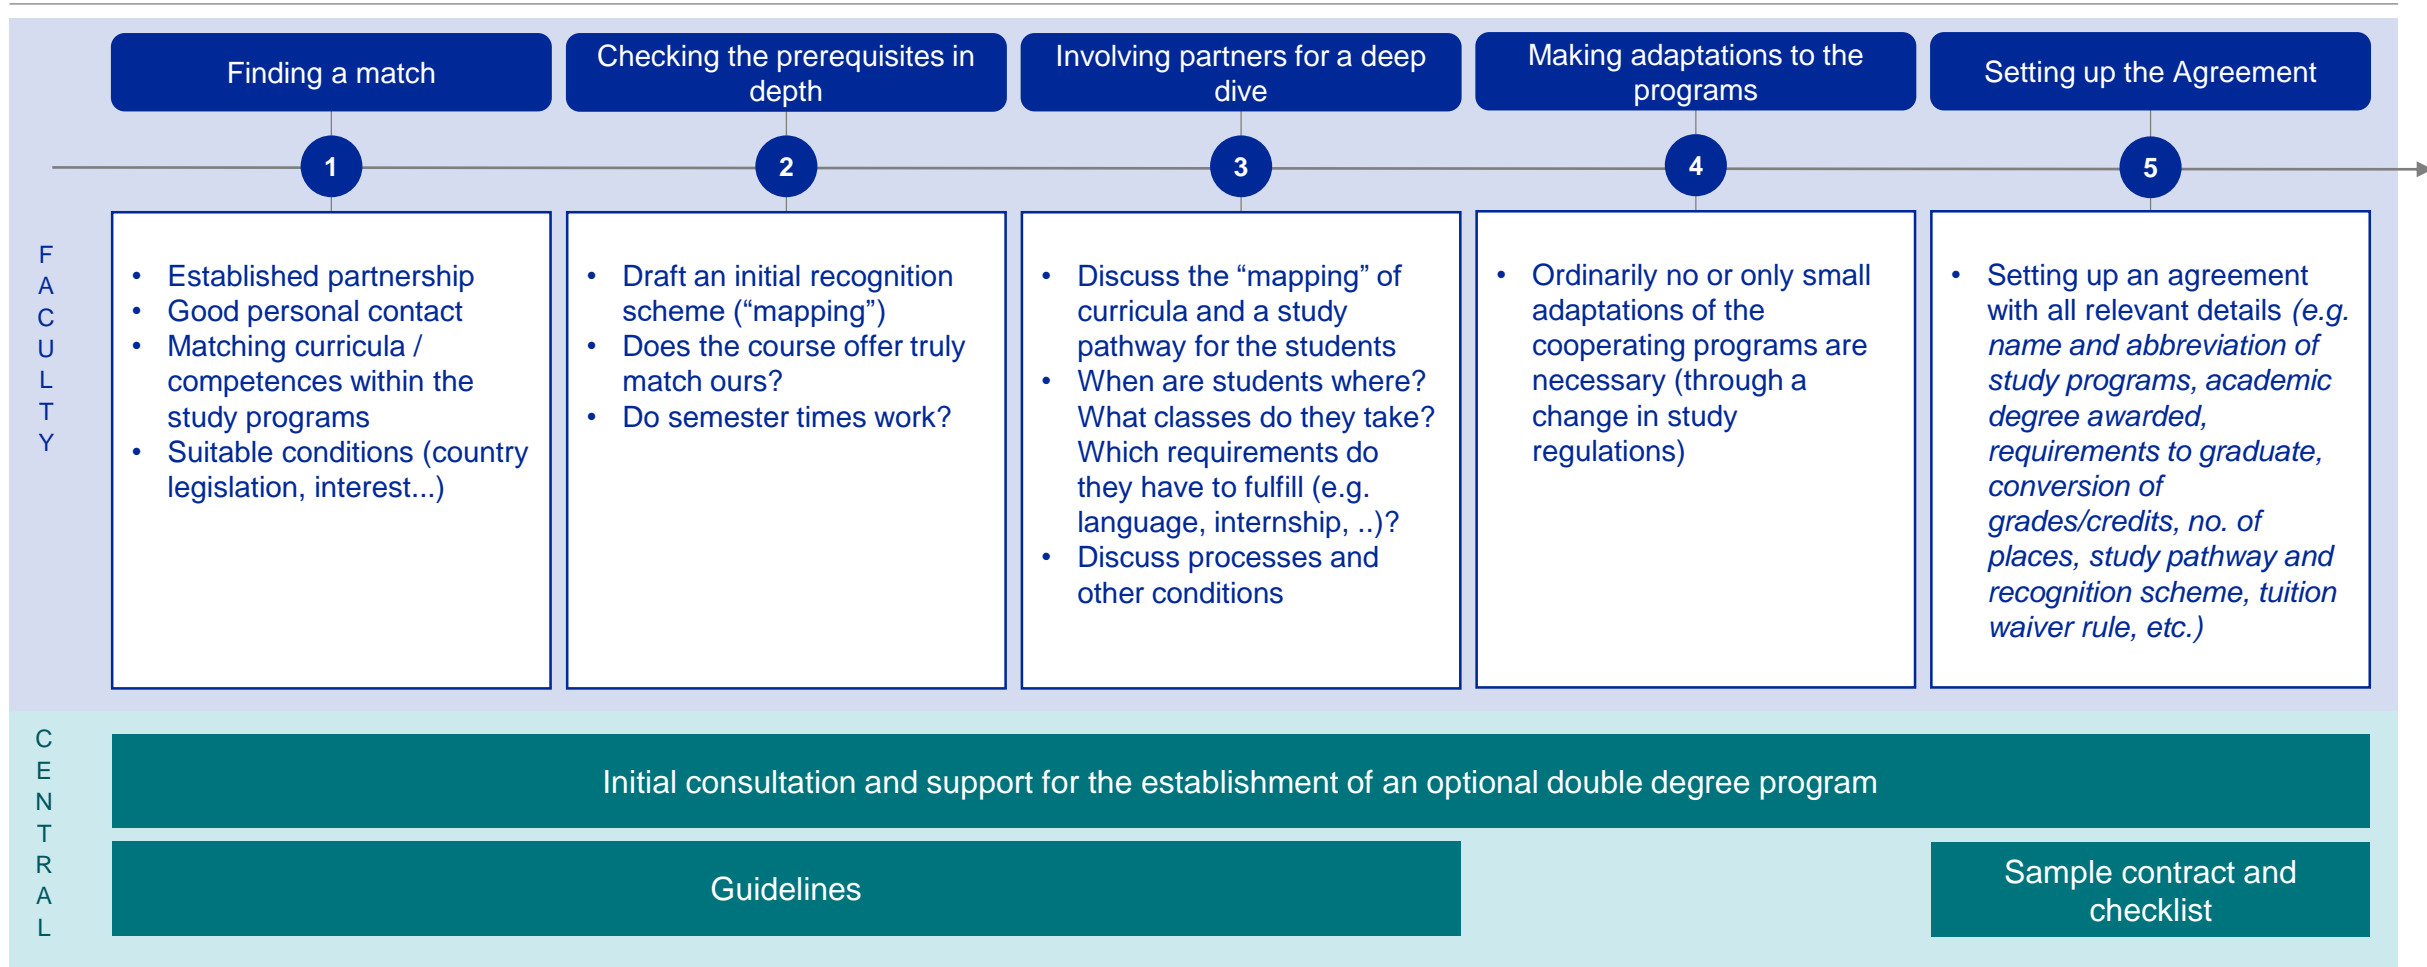 Finding a match
Checking the prerequisites in
depth
Involving partners for a deep
dive
Making adaptations to the
programs
Setting up the Agreement
1
2
3
4
5
F
A
C
U
L
T
Y
• Established partnership
• Good personal contact
• Matching curricula /
competences within the
study programs
• Suitable conditions (country
legislation, interest...)
• Draft an initial recognition
scheme (“mapping”)
• Does the course offer truly
match ours?
• Do semester times work?
• Discuss the “mapping” of
curricula and a study
pathway for the students
• When are students where?
What classes do they take?
Which requirements do
they have to fulfill (e.g.
language, internship, ..)?
• Discuss processes and
other conditions
• Ordinarily no or only small
adaptations of the
cooperating programs are
necessary (through a
change in study
regulations)
• Setting up an agreement
with all relevant details (e.g.
name and abbreviation of
study programs, academic
degree awarded,
requirements to graduate,
conversion of
grades/credits, no. of
places, study pathway and
recognition scheme, tuition
waiver rule, etc.)
C
E
N
T
R
A
L
Initial consultation and support for the establishment of an optional double degree program
Guidelines
Sample contract and
checklist